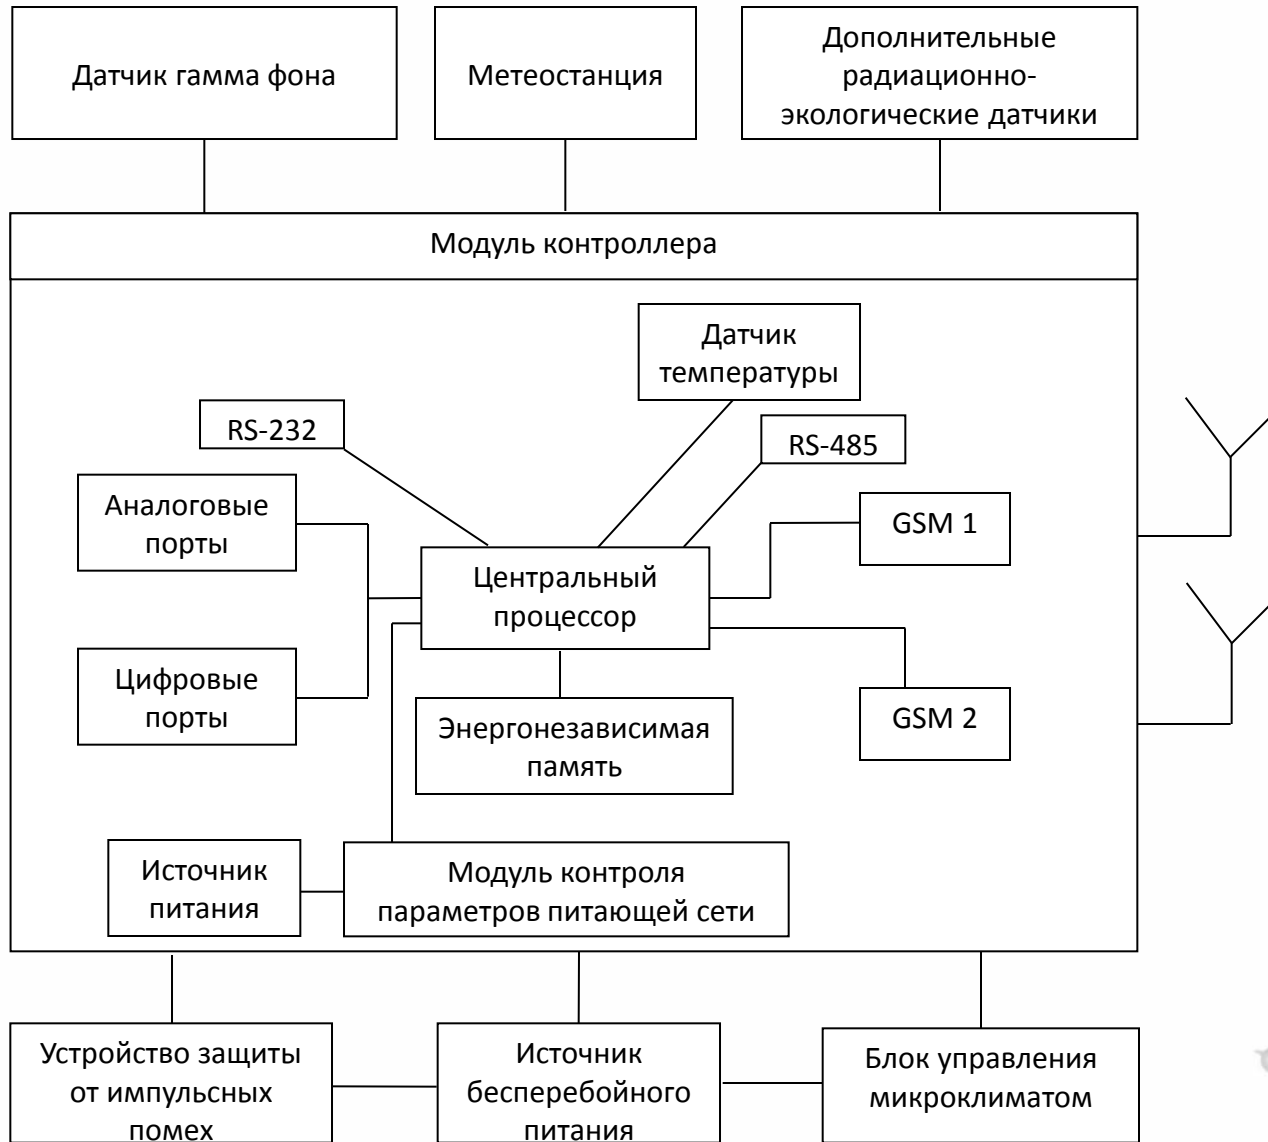 Датчик гамма фона
Метеостанция
Дополнительные
радиационно-
экологические датчики
Модуль контроллера
Датчик
температуры
RS-232
RS-485
Аналоговые
порты
GSM 1
Центральный
процессор
Цифровые
порты
GSM 2
Энергонезависимая
память
Источник
питания
Модуль контроля
параметров питающей сети
Устройство защиты
от импульсных
помех
Источник
бесперебойного
питания
Блок управления
микроклиматом